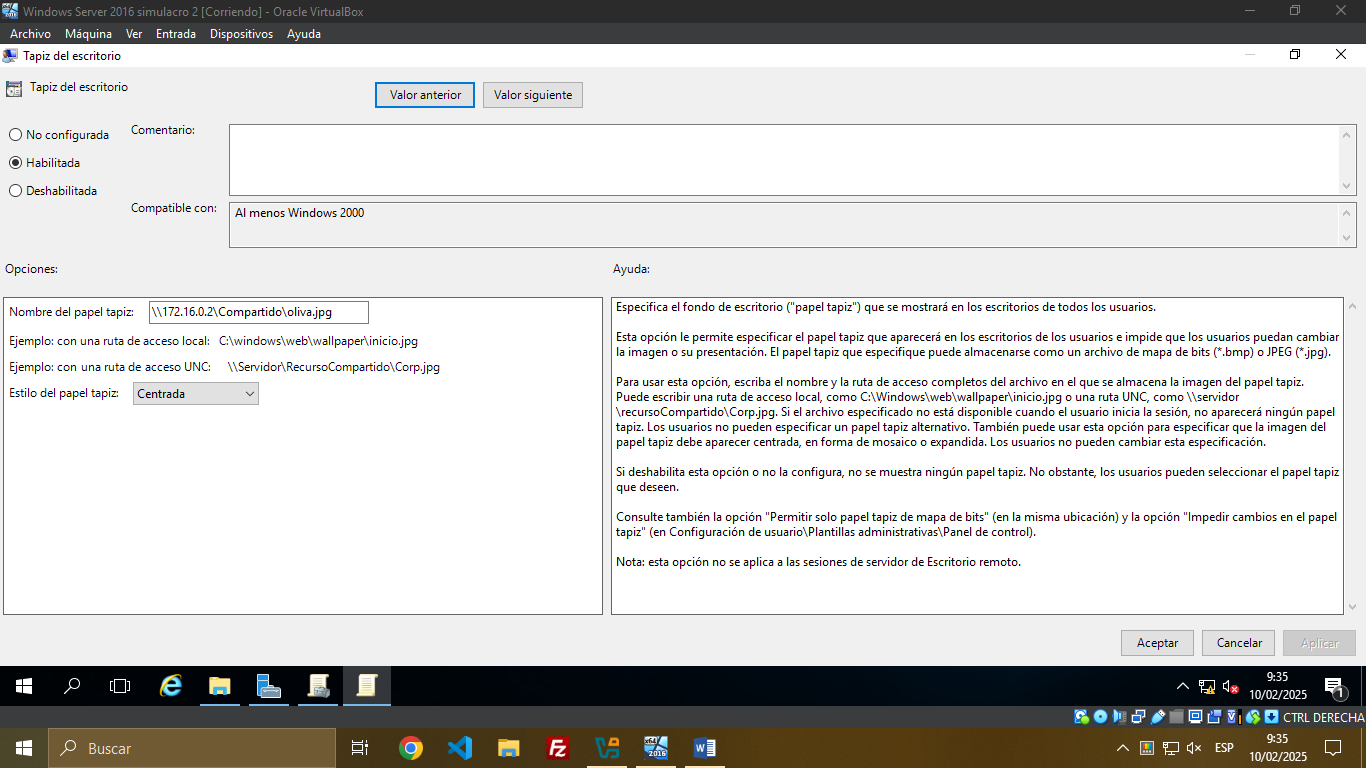 Windows Server 2016 simulacro 2 [Corriendo] - Oracle VirtualBox
Archivo Máquina Ver Entrada Dispositivos Ayuda
Tapiz del escritorio
Tapiz del escritorio
Valor anterior Valor siguiente
No configurada
Habilitada
Deshabilitada
Comentario:
Compatible con:
Al menos Windows 2000
Opciones:
Ayuda:
Nombre del papel tapiz: \\172.16.0.2\Compartido\oliva.jpg
Ejemplo: con una ruta de acceso local: C:\windows\web\wallpaper\inicio.jpg
Ejemplo: con una ruta de acceso UNC: \\Servidor\RecursoCompartido\Corp.jpg
Estilo del papel tapiz: Centrada
Especifica el fondo de escritorio ("papel tapiz") que se mostrará en los escritorios de todos los usuarios.
Esta opción le permite especificar el papel tapiz que aparecerá en los escritorios de los usuarios e impide que los usuarios puedan cambiar
la imagen o su presentación. El papel tapiz que especifique puede almacenarse como un archivo de mapa de bits (*.bmp) o JPEG (*.jpg).
Para usar esta opción, escriba el nombre y la ruta de acceso completos del archivo en el que se almacena la imagen del papel tapiz.
Puede escribir una ruta de acceso local, como C:\Windows\web\wallpaper\inicio.jpg o una ruta UNC, como \\servidor
\recursoCompartido\Corp.jpg. Si el archivo especificado no está disponible cuando el usuario inicia la sesión, no aparecerá ningún papel
tapiz. Los usuarios no pueden especificar un papel tapiz alternativo. También puede usar esta opción para especificar que la imagen del
papel tapiz debe aparecer centrada, en forma de mosaico o expandida. Los usuarios no pueden cambiar esta especificación.
Si deshabilita esta opción o no la configura, no se muestra ningún papel tapiz. No obstante, los usuarios pueden seleccionar el papel tapiz
que deseen.
Consulte también la opción "Permitir solo papel tapiz de mapa de bits" (en la misma ubicación) y la opción "Impedir cambios en el papel
tapiz" (en Configuración de usuario\Plantillas administrativas\Panel de control).
Nota: esta opción no se aplica a las sesiones de servidor de Escritorio remoto.
Aceptar Cancelar Aplicar
9:35
10/02/2025
1
CTRL DERECHA
Buscar
x64
2016
ESP
9:35
10/02/2025